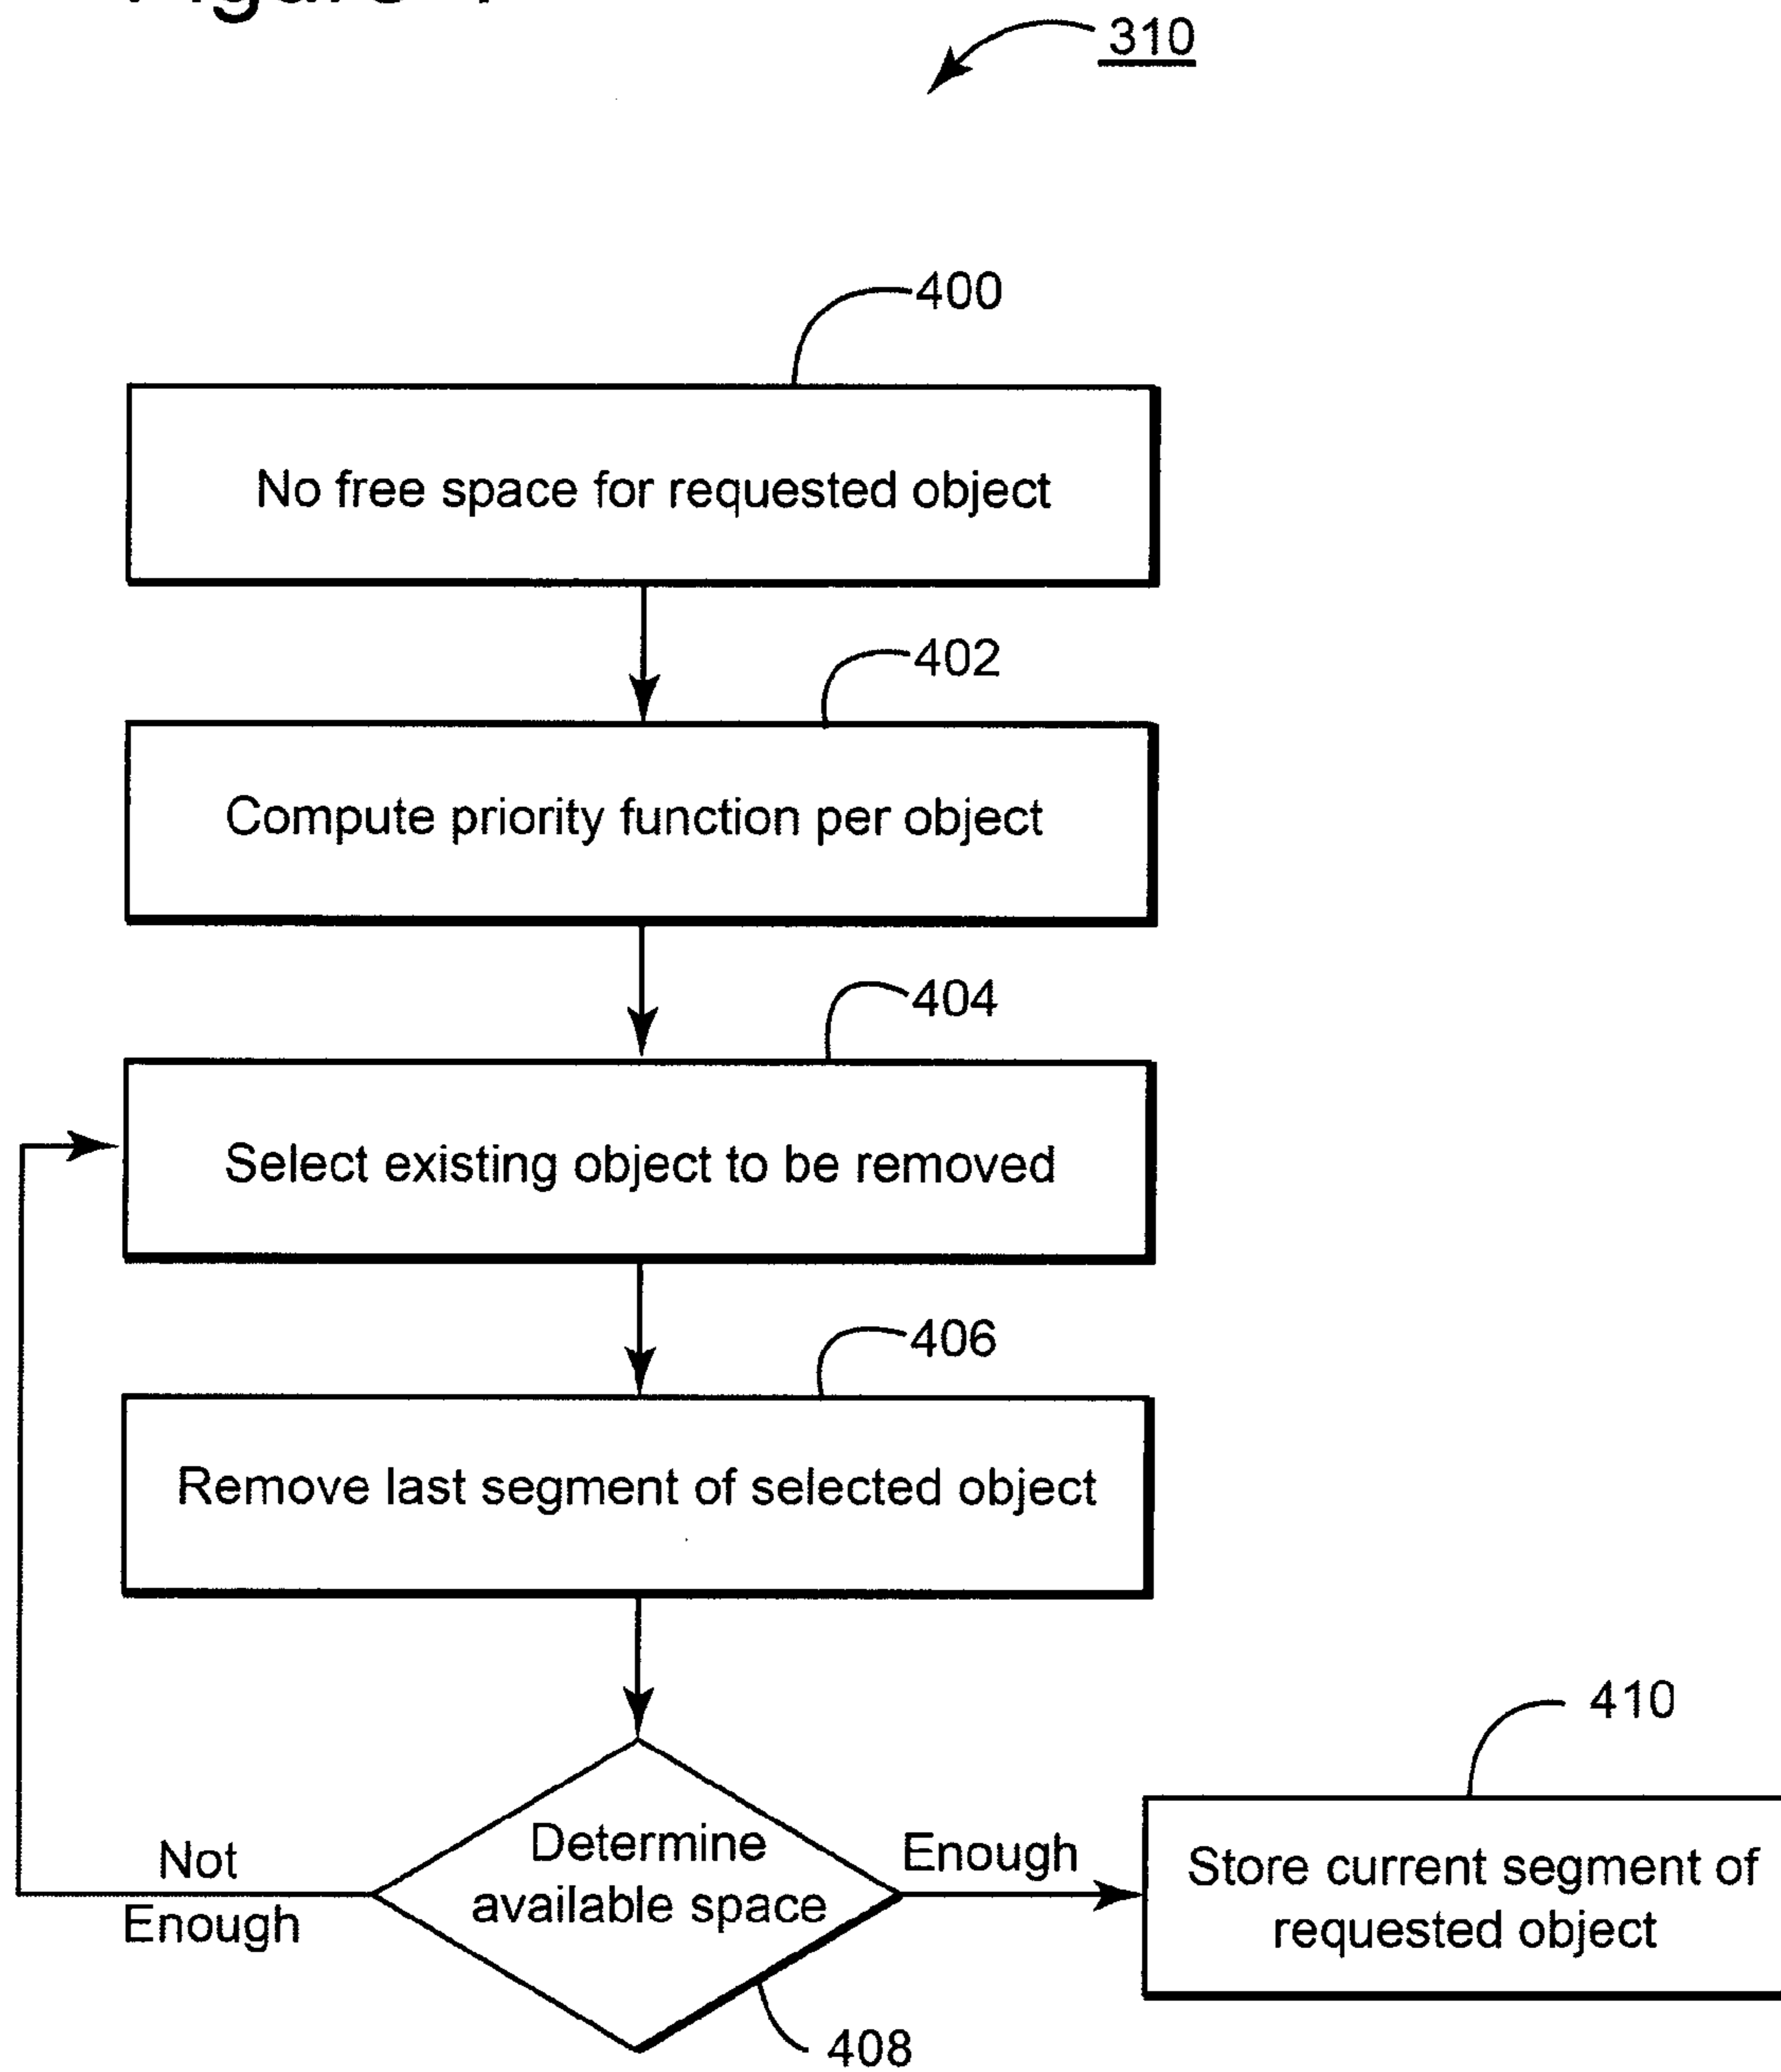 310
400
No free space for requested object
402
Compute priority function per object
404
Select existing object to be removed
406
Remove last segment of selected object
410
Determine
available space
Not
Enough
Enough
Store current segment of
requested object
408